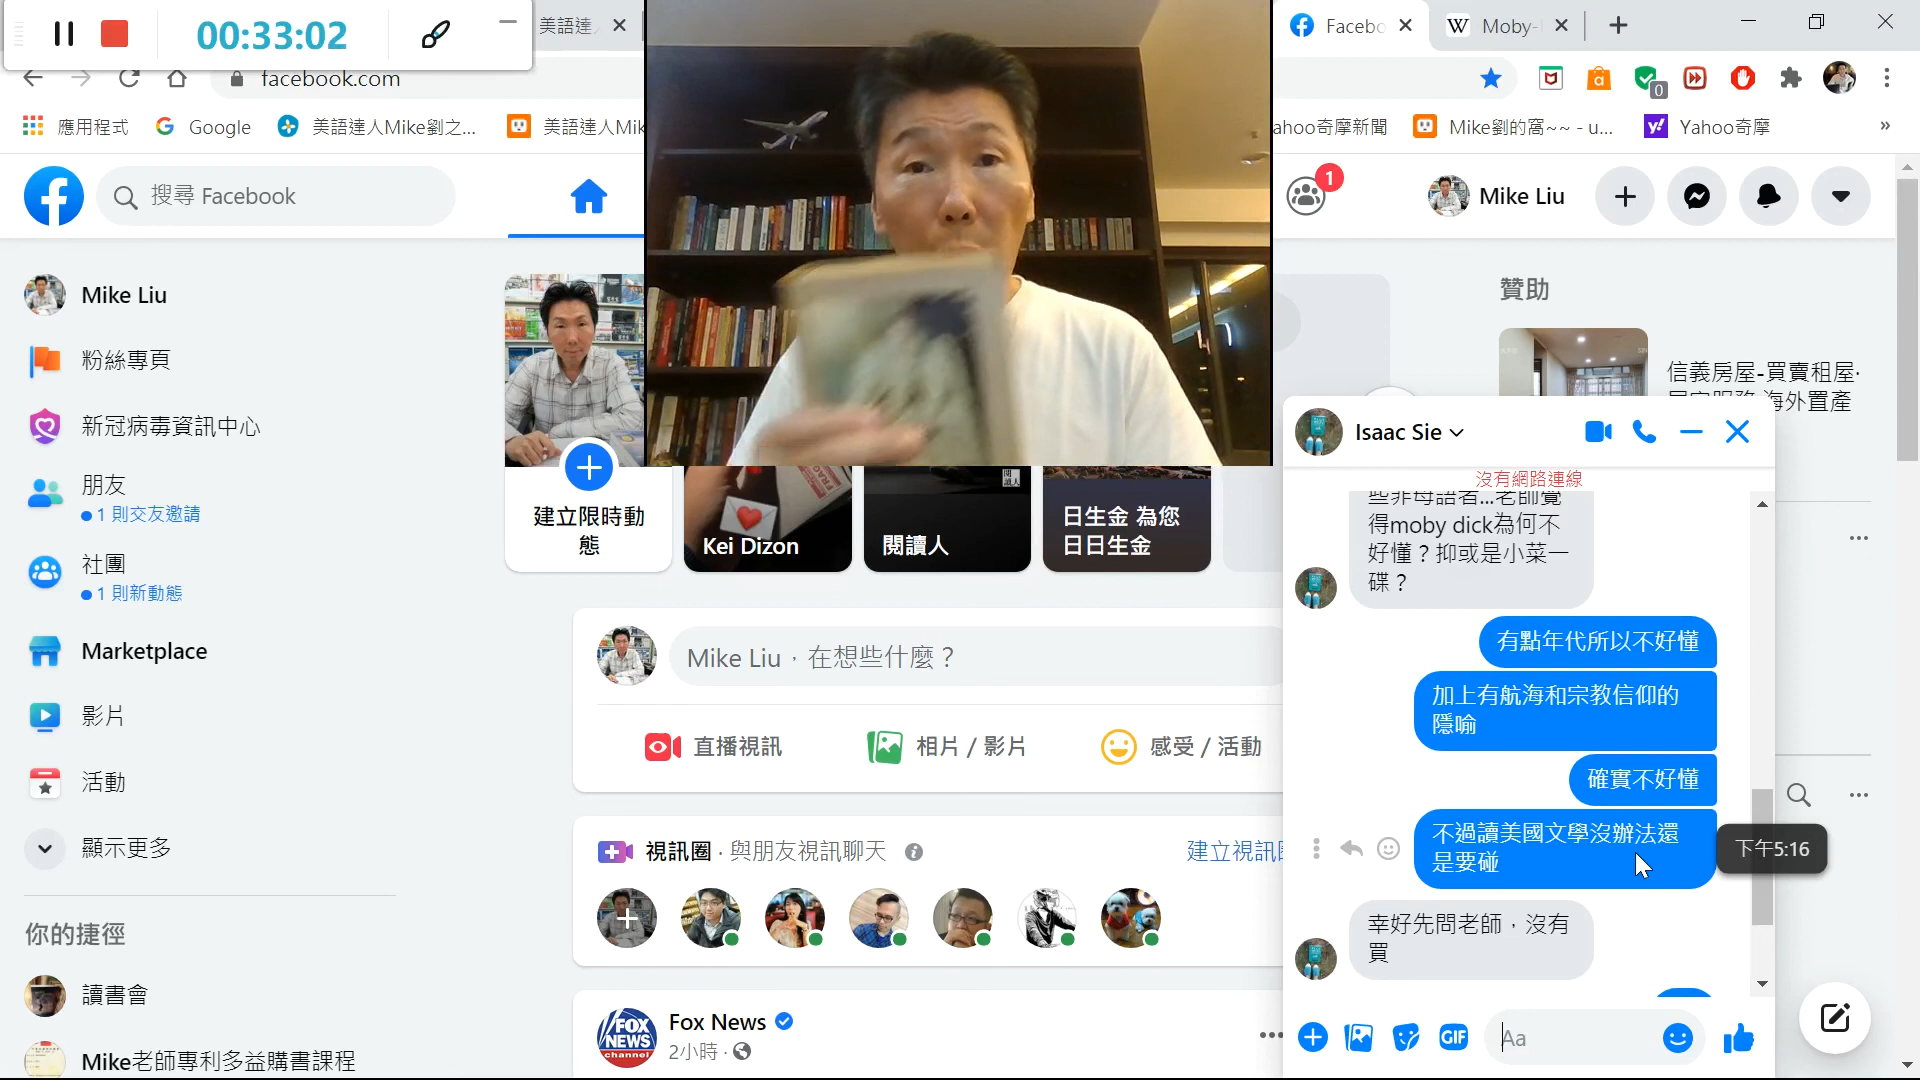 00:33:02
美語達
Facebo
W Moby-
facebook.com
0
應用程式
Google
美語達人Mike劉之...
美語達人Mik
ahoo奇摩新聞
Mike劉的窩~~ - u...
Yahoo奇摩
»
搜尋 Facebook
1
Mike Liu
Mike Liu
粉絲專頁
新冠病毒資訊中心
朋友
1 則交友邀請
社團
1 則新動態
Marketplace
影片
活動
顯示更多
你的捷徑
讀書會
Mike老師專利多益購書課程
建立限時動
態
Kei Dizon
閱讀人
日生金 為您
日日生金
Mike Liu，在想些什麼？
直播視訊
相片 / 影片
感受 / 活動
視訊圈 · 與朋友視訊聊天
建立視訊
FOX
NEWS
channel
Fox News
2小時 ·
贊助
信義房屋-買賣租屋·
海外置產
Isaac Sie
沒有網路連線
些非母語者...老師覺
得moby dick為何不
好懂？抑或是小菜一
碟？
有點年代所以不好懂
加上有航海和宗教信仰的
隱喻
確實不好懂
不過讀美國文學沒辦法還
是要碰
下午5:16
幸好先問老師，沒有
買
GIF
Aa